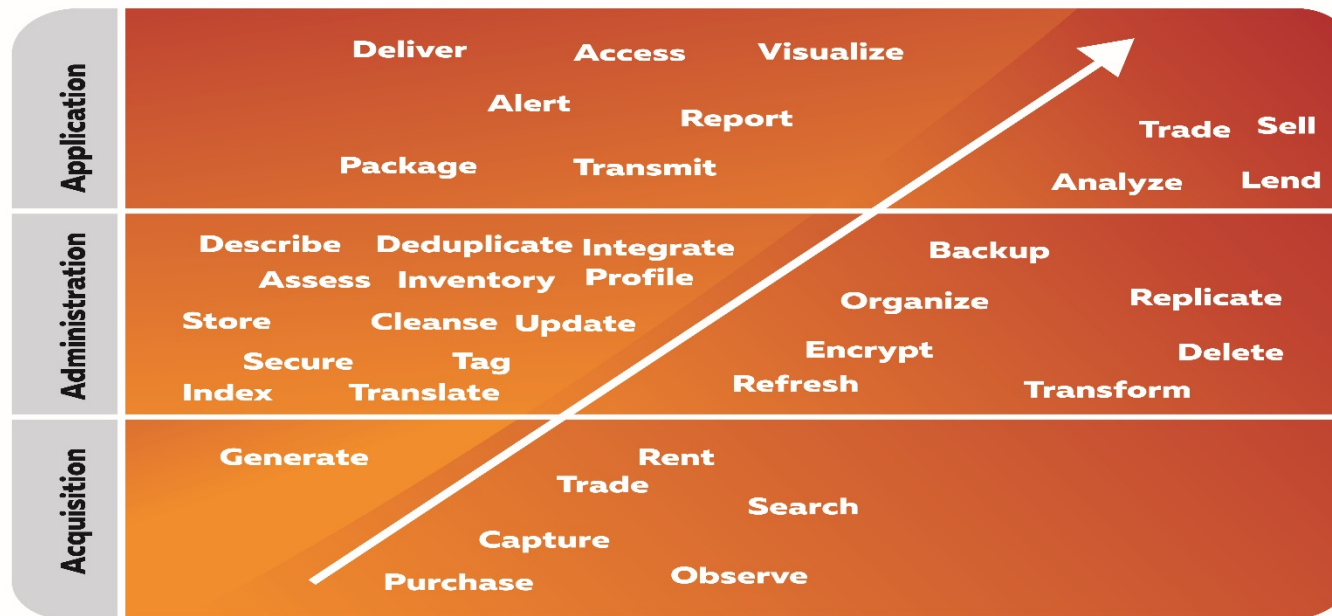 Application
Deliver
Access
Visualize
Alert
Report
Package
Transmit
Trade
Sell
Analyze
Lend
Administration
Describe
Deduplicate
Integrate
Assess
Inventory
Profile
Store
Cleanse
Update
Secure
Tag
Index
Translate
Backup
Organize
Replicate
Encrypt
Delete
Refresh
Transform
Acquisition
Generate
Rent
Trade
Search
Capture
Purchase
Observe